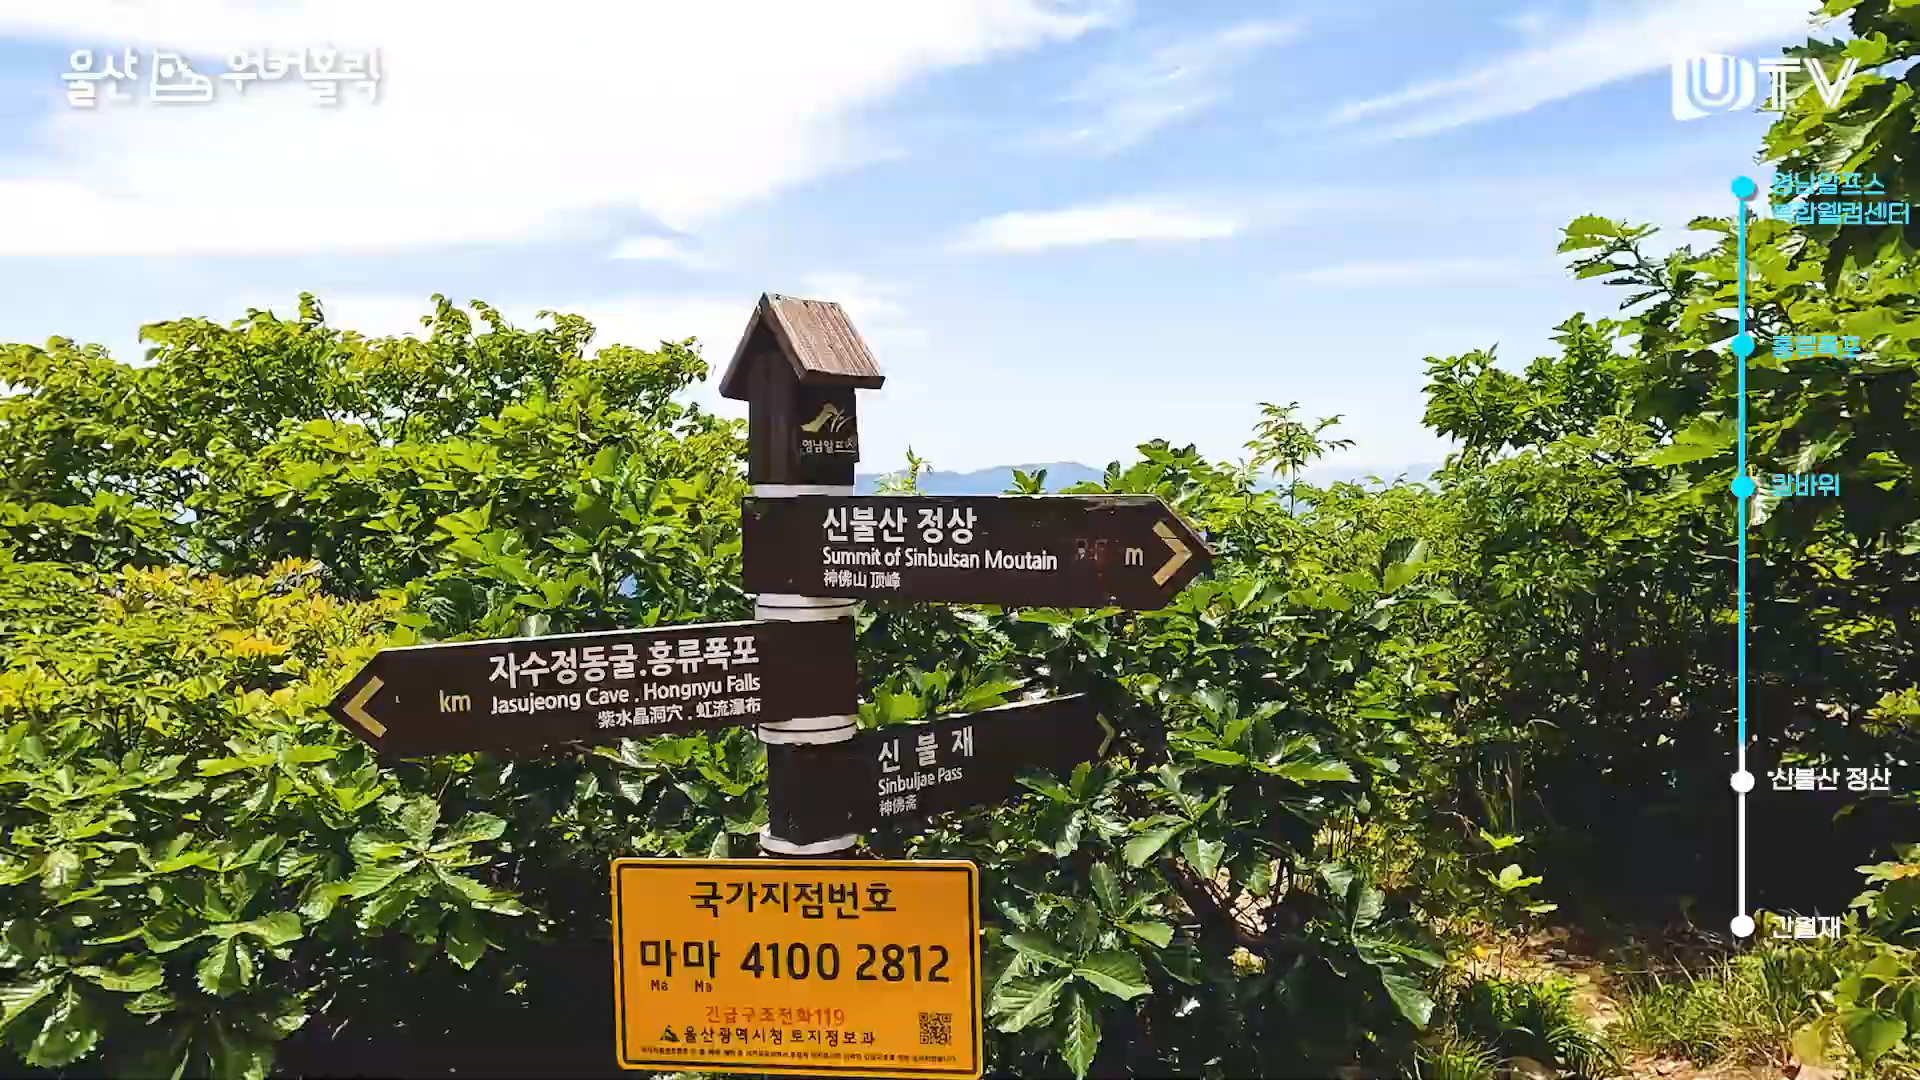 울산 워커홀릭
UTV
영남알프스
복합웰컴센터
홍류폭포
칼바위
신불산 정산
간월재
영남알프스
신불산 정상
Summit of Sinbulsan Moutain
m
神佛山 顶峰
자수정동굴.홍류폭포
km
Jasujeong Cave . Hongnyu Falls
紫水晶洞穴 . 虹流瀑布
신 불 재
Sinbuljae Pass
神佛斋
국가지점번호
마마 4100 2812
Ma Ma
긴급구조전화119
울산광역시청 토지정보과